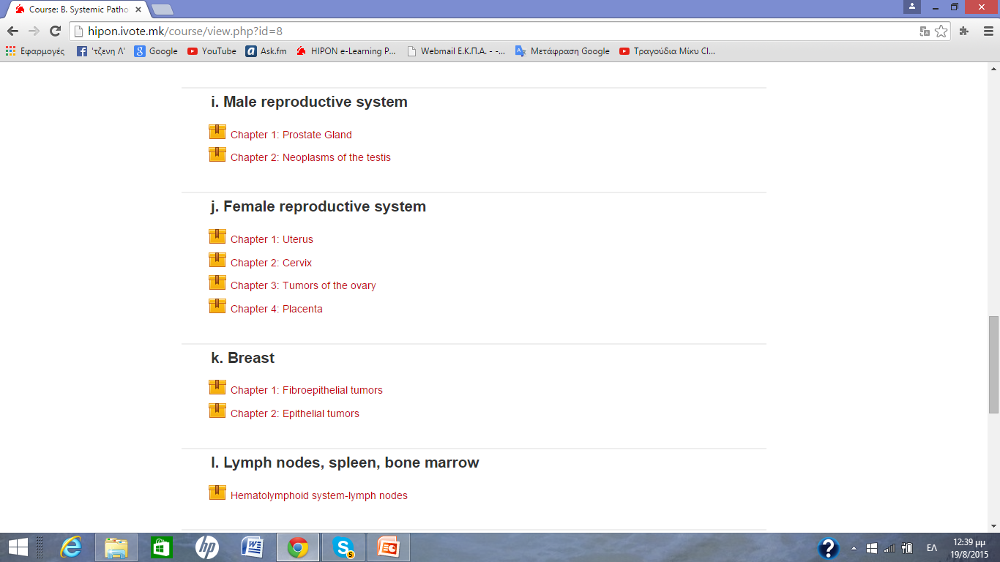 Course: B. Systemic Patho
hipon.ivote.mk/course/view.php?id=8
Εφαρμογές 'τζενη Λ' Google YouTube Ask.fm HIPON e-Learning P... Webmail Ε.Κ.Π.Α. - -... Μετάφραση Google Τραγούδια Μίκυ Cl...
i. Male reproductive system
Chapter 1: Prostate Gland
Chapter 2: Neoplasms of the testis
j. Female reproductive system
Chapter 1: Uterus
Chapter 2: Cervix
Chapter 3: Tumors of the ovary
Chapter 4: Placenta
k. Breast
Chapter 1: Fibroepithelial tumors
Chapter 2: Epithelial tumors
l. Lymph nodes, spleen, bone marrow
Hematolymphoid system-lymph nodes
5
ΕΛ
12:39 μμ
19/8/2015